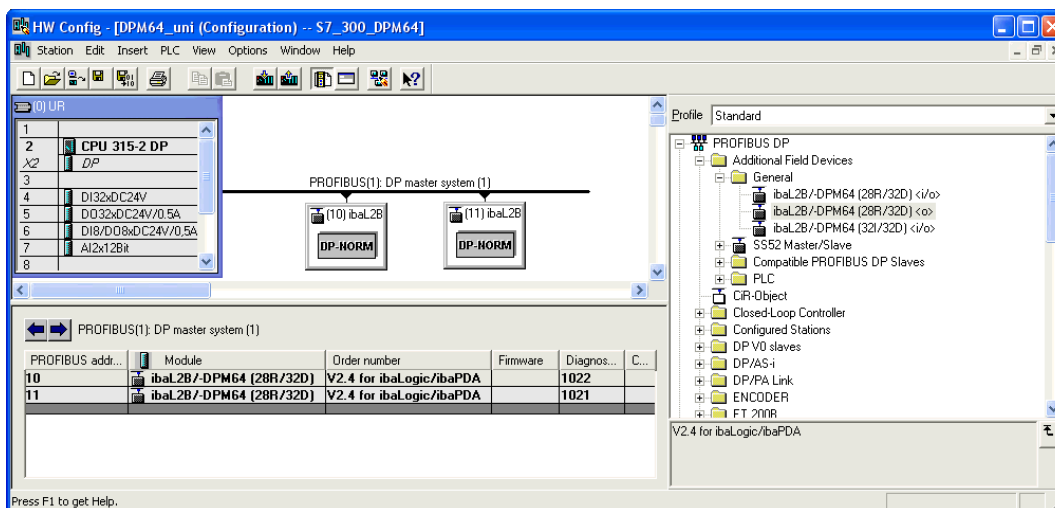 HW Config - [DPM64_uni (Configuration) -- S7_300_DPM64]
Station Edit Insert PLC View Options Window Help
(0) UR
1
2 CPU 315-2 DP
X2 DP
3
4 DI32xDC24V
5 DO32xDC24V/0.5A
6 DI8/DO8xDC24V/0,5A
7 AI2x12Bit
8
PROFIBUS(1): DP master system (1)
(10) ibaL2B
DP-NORM
(11) ibaL2B
DP-NORM
Profile Standard
PROFIBUS DP
Additional Field Devices
General
ibaL2B/-DPM64 (28R/32D) <i/o>
ibaL2B/-DPM64 (28R/32D) <o>
ibaL2B/-DPM64 (32I/32D) <i/o>
SS52 Master/Slave
Compatible PROFIBUS DP Slaves
PLC
CiR-Object
Closed-Loop Controller
Configured Stations
DP V0 slaves
DP/AS-i
DP/PA Link
ENCODER
ET 200B
PROFIBUS(1): DP master system (1)
PROFIBUS addr... Module Order number Firmware Diagnos... C...
10 ibaL2B/-DPM64 (28R/32D) V2.4 for ibaLogic/ibaPDA 1022
11 ibaL2B/-DPM64 (28R/32D) V2.4 for ibaLogic/ibaPDA 1021
V2.4 for ibaLogic/ibaPDA
Press F1 to get Help.